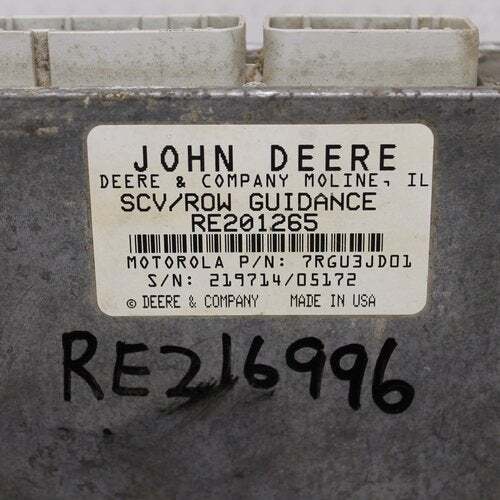 JOHN DEERE
DEERE & COMPANY MOLINE, IL
SCV/ROW GUIDANCE
RE201265
MOTOROLA P/N: 7RGU3JD01
S/N: 219714/05172
© DEERE & COMPANY MADE IN USA
RE216996